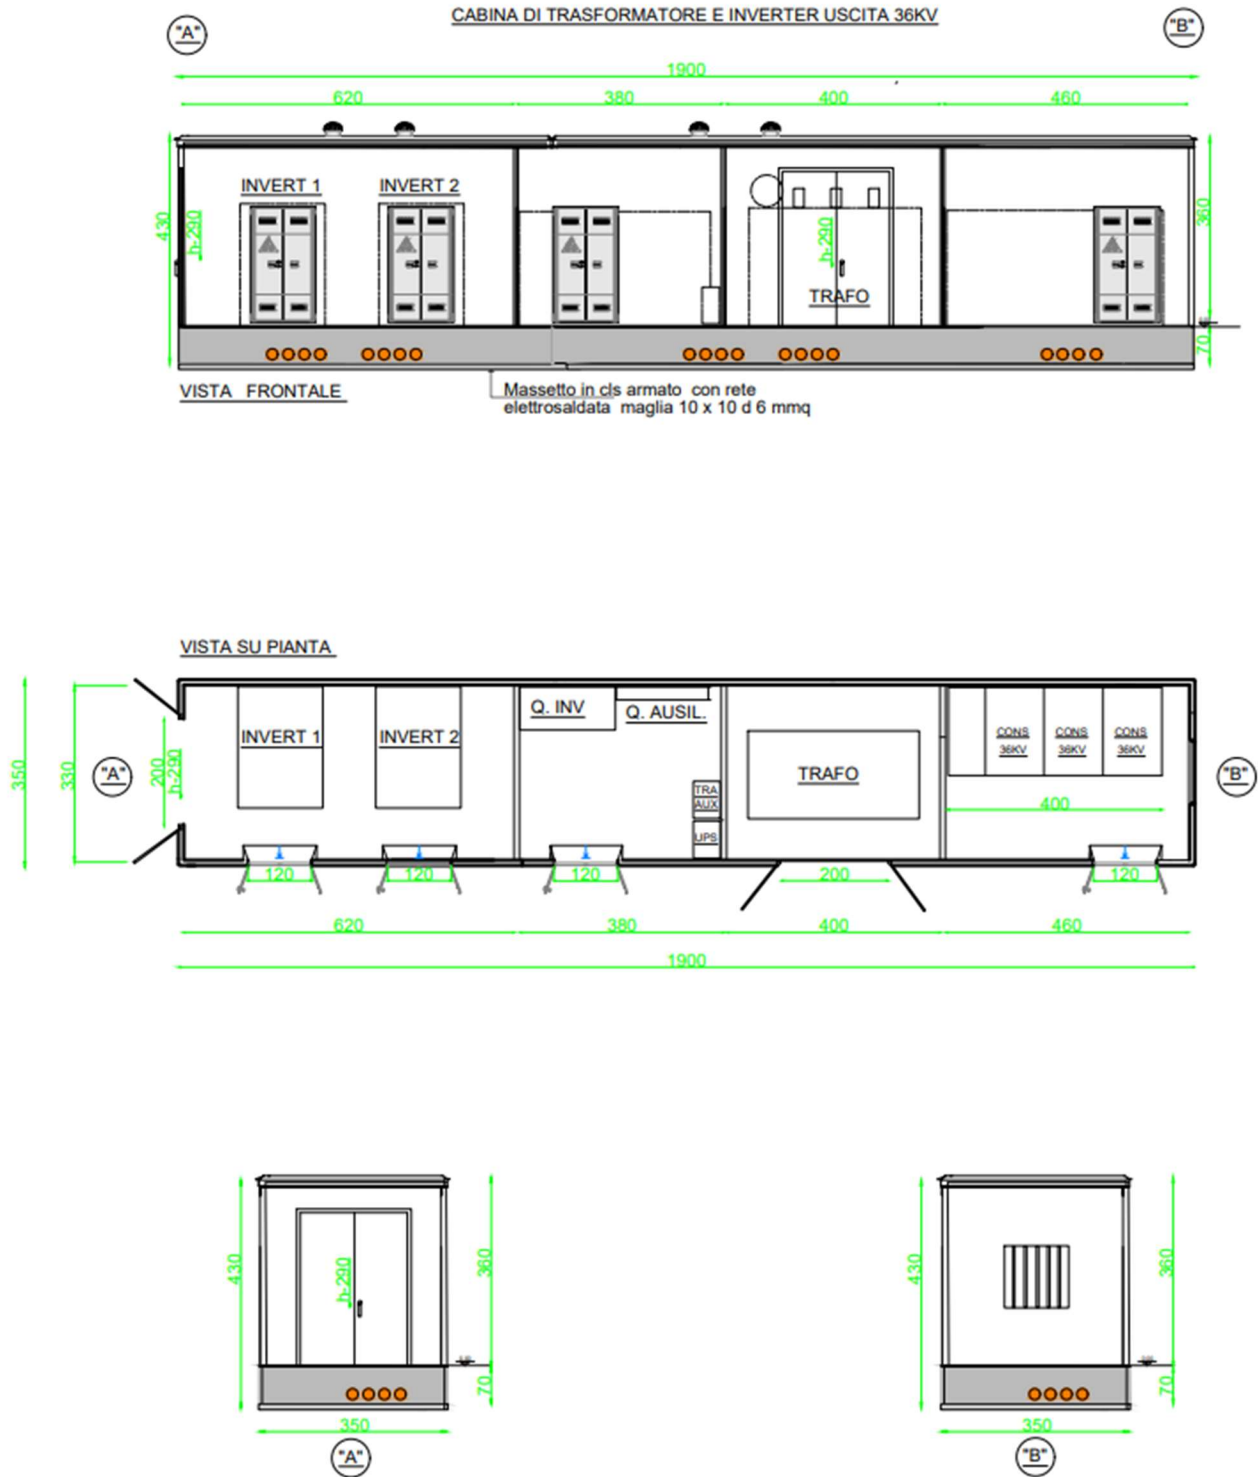 CABINA DI TRASFORMATORE E INVERTER USCITA 36KV
"A"
"B"
1900
620
380
400
460
INVERT 1
INVERT 2
430
h-290
h-290
TRAFO
360
70
VISTA FRONTALE
Massetto in cls armato con rete
elettrosaldata maglia 10 x 10 d 6 mmq
VISTA SU PIANTA
350
330
"A"
200
h-290
INVERT 1
INVERT 2
Q. INV
Q. AUSIL.
TRA
AUX
UPS
TRAFO
CONS
36KV
CONS
36KV
CONS
36KV
400
"B"
120
120
120
200
120
620
380
400
460
1900
430
h-290
360
70
350
"A"
430
360
70
350
"B"